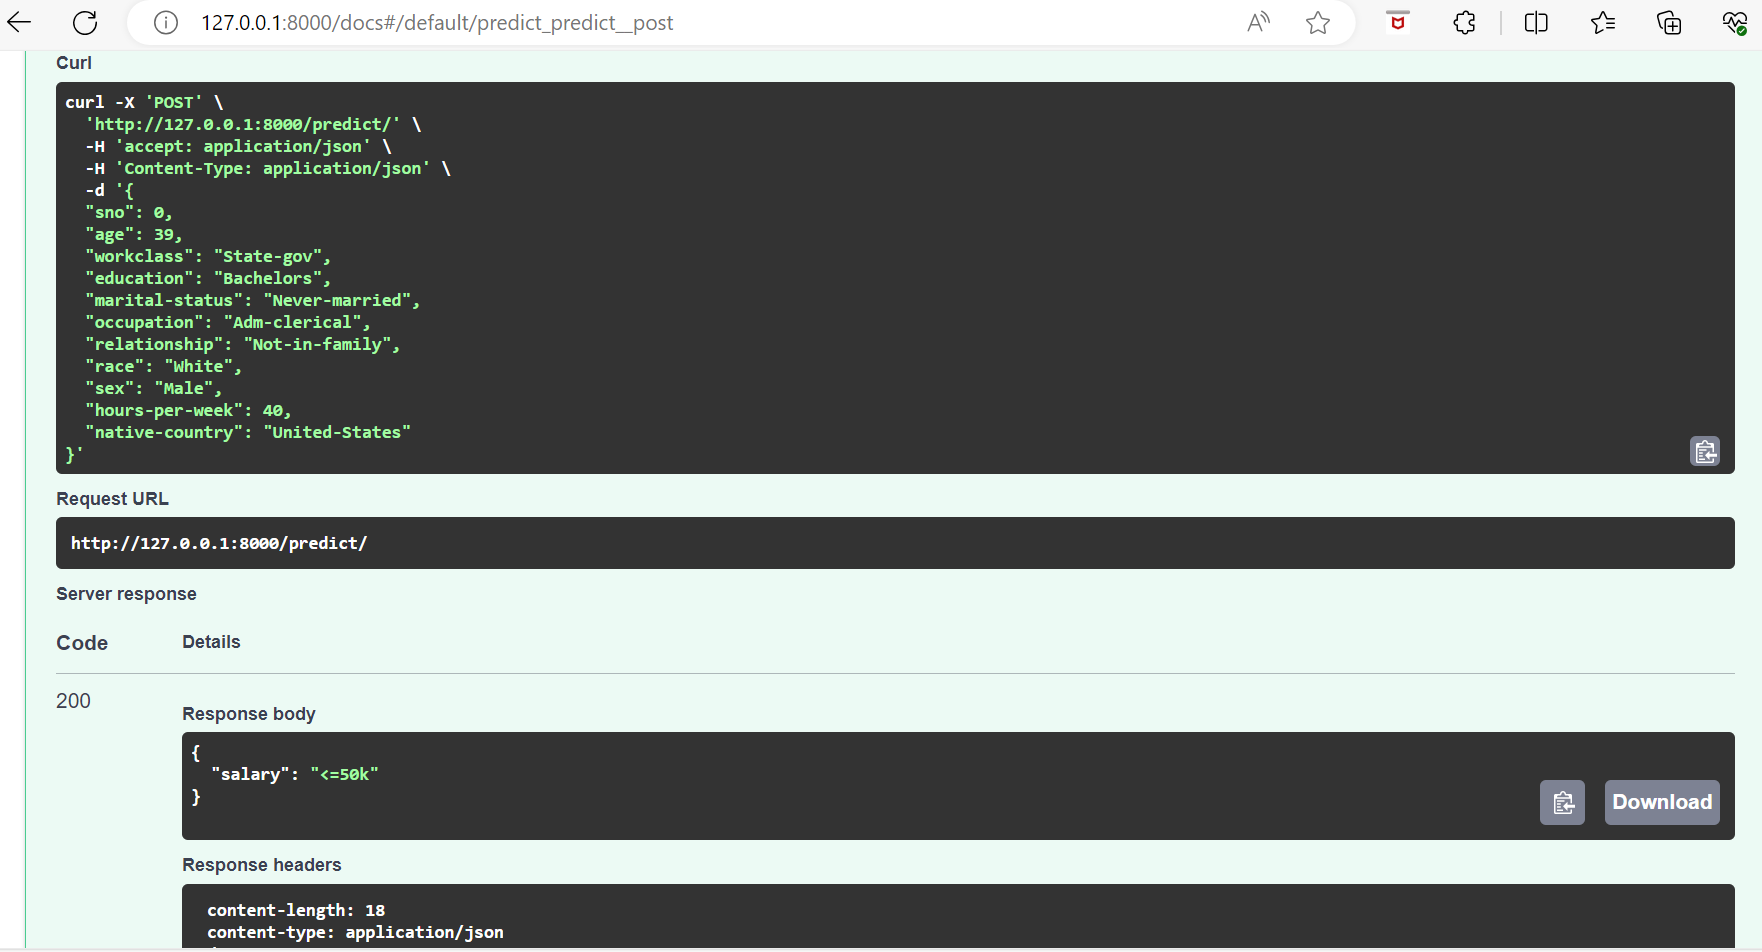 127.0.0.1:8000/docs#/default/predict_predict__post
Curl
curl -X 'POST' \
  'http://127.0.0.1:8000/predict/' \
  -H 'accept: application/json' \
  -H 'Content-Type: application/json' \
  -d '{
  "sno": 0,
  "age": 39,
  "workclass": "State-gov",
  "education": "Bachelors",
  "marital-status": "Never-married",
  "occupation": "Adm-clerical",
  "relationship": "Not-in-family",
  "race": "White",
  "sex": "Male",
  "hours-per-week": 40,
  "native-country": "United-States"
}'
Request URL
http://127.0.0.1:8000/predict/
Server response
Code Details
200
Response body
{
  "salary": "<=50k"
}
Download
Response headers
content-length: 18
content-type: application/json